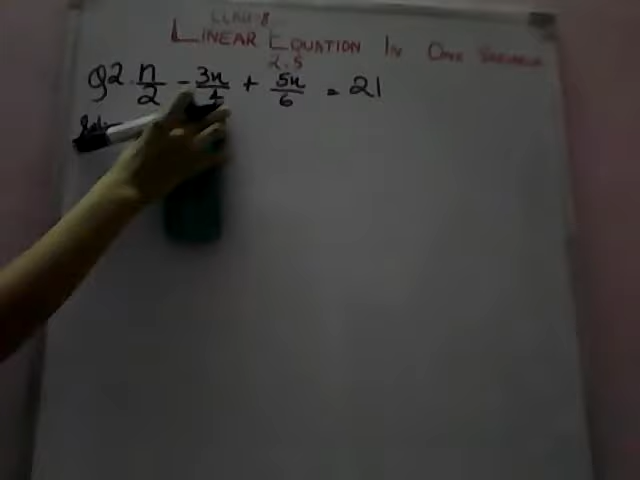 CLASS 8
LINEAR EQUATION IN ONE VARIABLE
2.5
Q2. n/2 - 3n/4 + 5n/6 = 21
Sol.